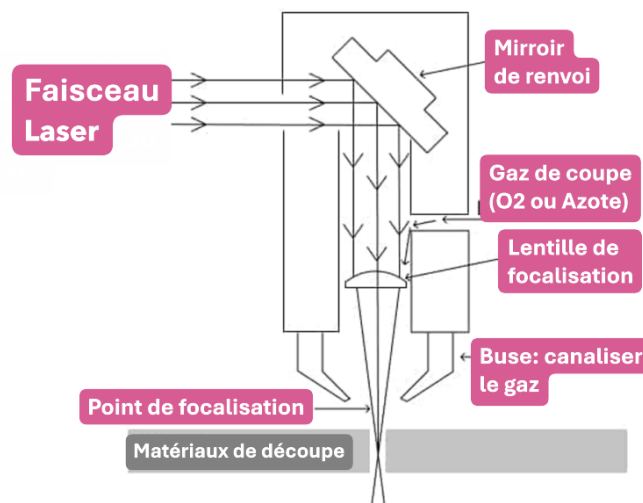 Mirroir
de renvoi
Faisceau
Laser
Gaz de coupe
(O2 ou Azote)
Lentille de
focalisation
Buse: canaliser
le gaz
Point de focalisation
Matériaux de découpe